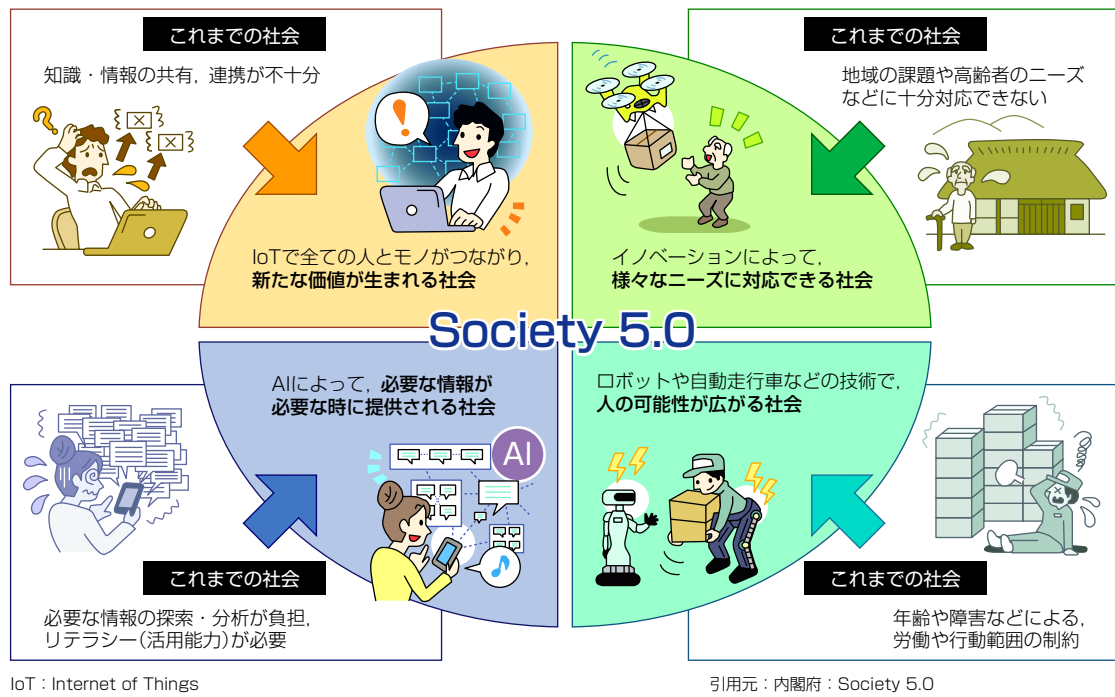 これまでの社会
知識・情報の共有，連携が不十分
IoTで全ての人とモノがつながり，
新たな価値が生まれる社会
これまでの社会
地域の課題や高齢者のニーズ
などに十分対応できない
イノベーションによって，
様々なニーズに対応できる社会
Society 5.0
AIによって，必要な情報が
必要な時に提供される社会
AI
これまでの社会
必要な情報の探索・分析が負担，
リテラシー（活用能力）が必要
ロボットや自動走行車などの技術で，
人の可能性が広がる社会
これまでの社会
年齢や障害などによる，
労働や行動範囲の制約
IoT：Internet of Things
引用元：内閣府：Society 5.0